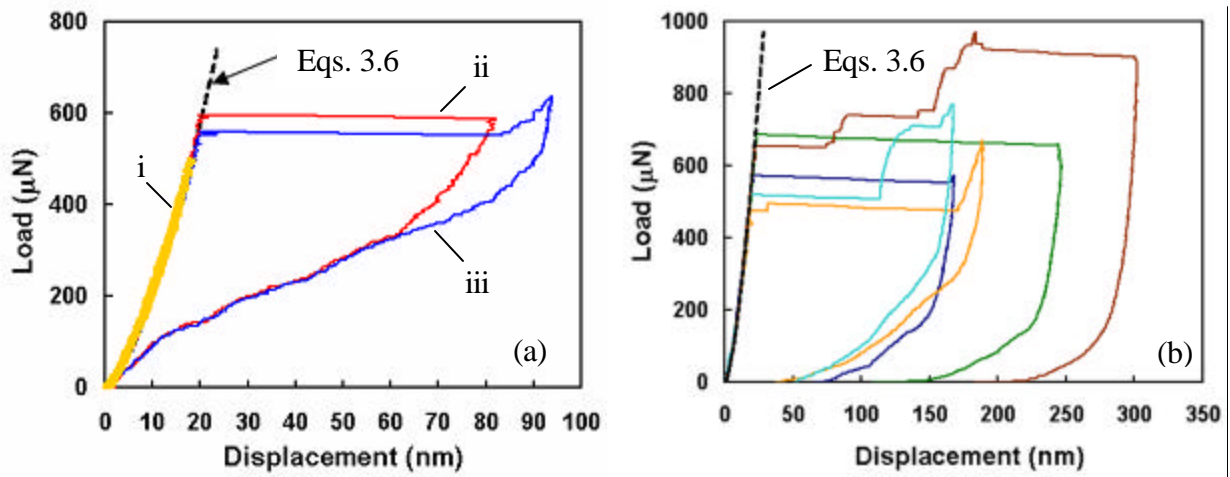 800
600
400
200
0
0 10 20 30 40 50 60 70 80 90 100
Load (µN)
Displacement (nm)
Eqs. 3.6
i
ii
iii
(a)
1000
800
600
400
200
0
0 50 100 150 200 250 300 350
Load (µN)
Displacement (nm)
Eqs. 3.6
(b)